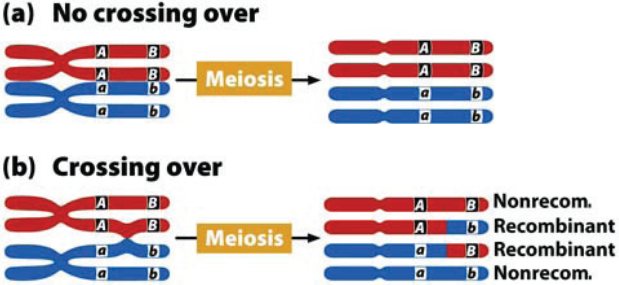 (a) No crossing over
A B
A B
a b
a b
Meiosis
A B
A B
a b
a b
(b) Crossing over
A B
A B
a b
a b
Meiosis
A B Nonrecom.
A b Recombinant
a B Recombinant
a b Nonrecom.